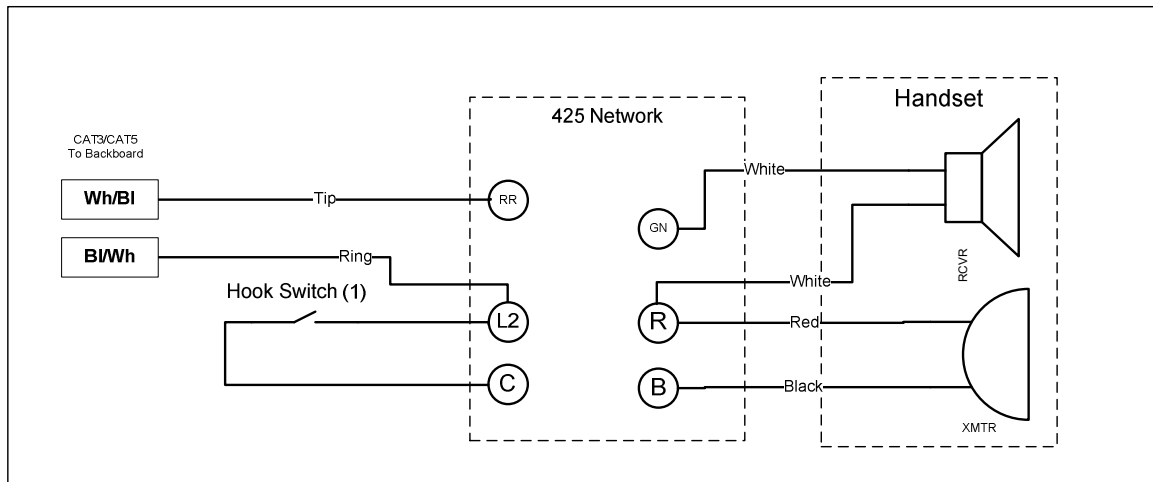 425 Network
Handset
CAT3/CAT5
To Backboard
Wh/Bl
Tip
RR
White
GN
Bl/Wh
Ring
RCVR
Hook Switch (1)
White
L2
R
Red
C
B
Black
XMTR